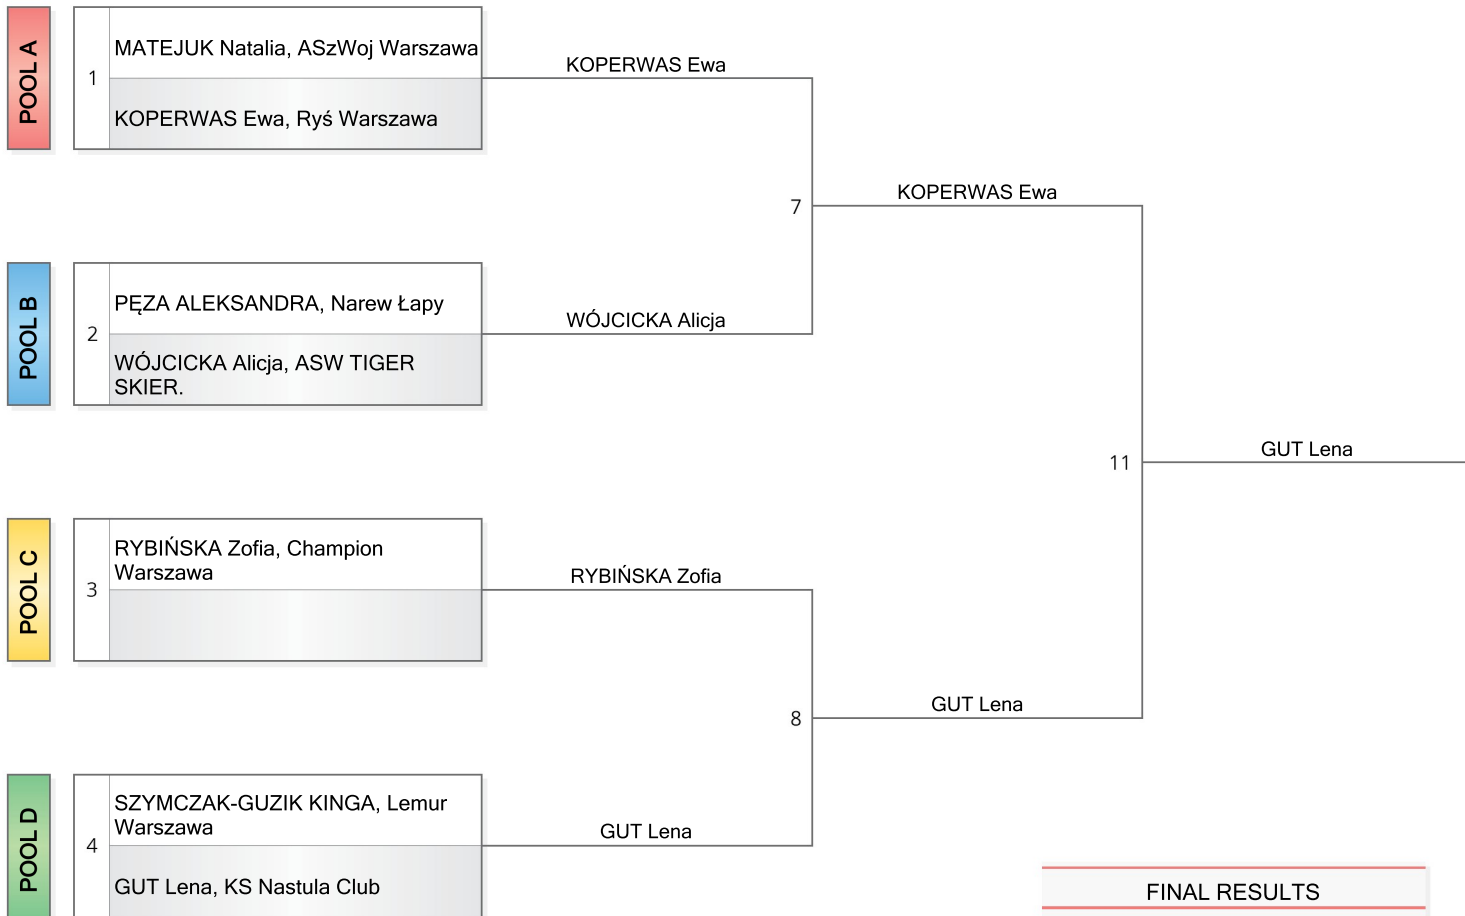 POOL A
1
MATEJUK Natalia, ASzWoj Warszawa
KOPERWAS Ewa, Ryś Warszawa
KOPERWAS Ewa
7
KOPERWAS Ewa
POOL B
2
PĘZA ALEKSANDRA, Narew Łapy
WÓJCICKA Alicja, ASW TIGER
SKIER.
WÓJCICKA Alicja
11
GUT Lena
POOL C
3
RYBIŃSKA Zofia, Champion
Warszawa
RYBIŃSKA Zofia
8
GUT Lena
POOL D
4
SZYMCZAK-GUZIK KINGA, Lemur
Warszawa
GUT Lena, KS Nastula Club
GUT Lena
FINAL RESULTS